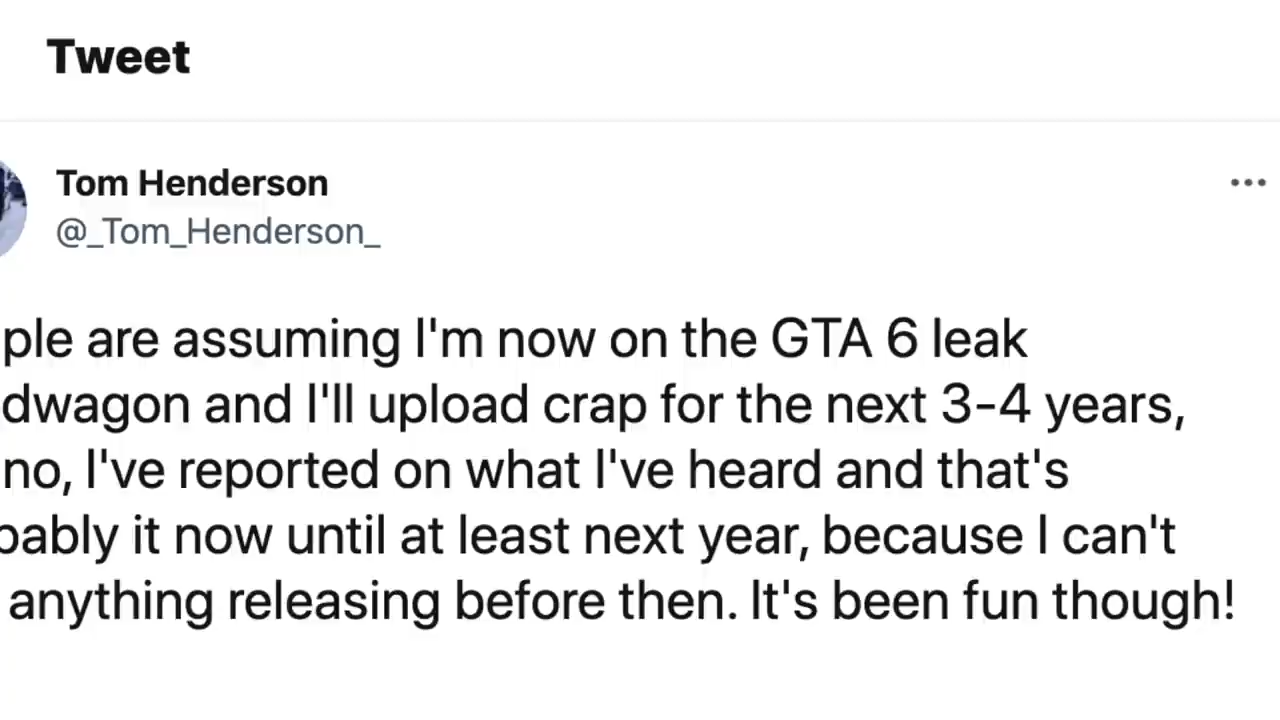 Tweet
Tom Henderson
@_Tom_Henderson_
ple are assuming I'm now on the GTA 6 leak
dwagon and I'll upload crap for the next 3-4 years,
no, I've reported on what I've heard and that's
bably it now until at least next year, because I can't
anything releasing before then. It's been fun though!